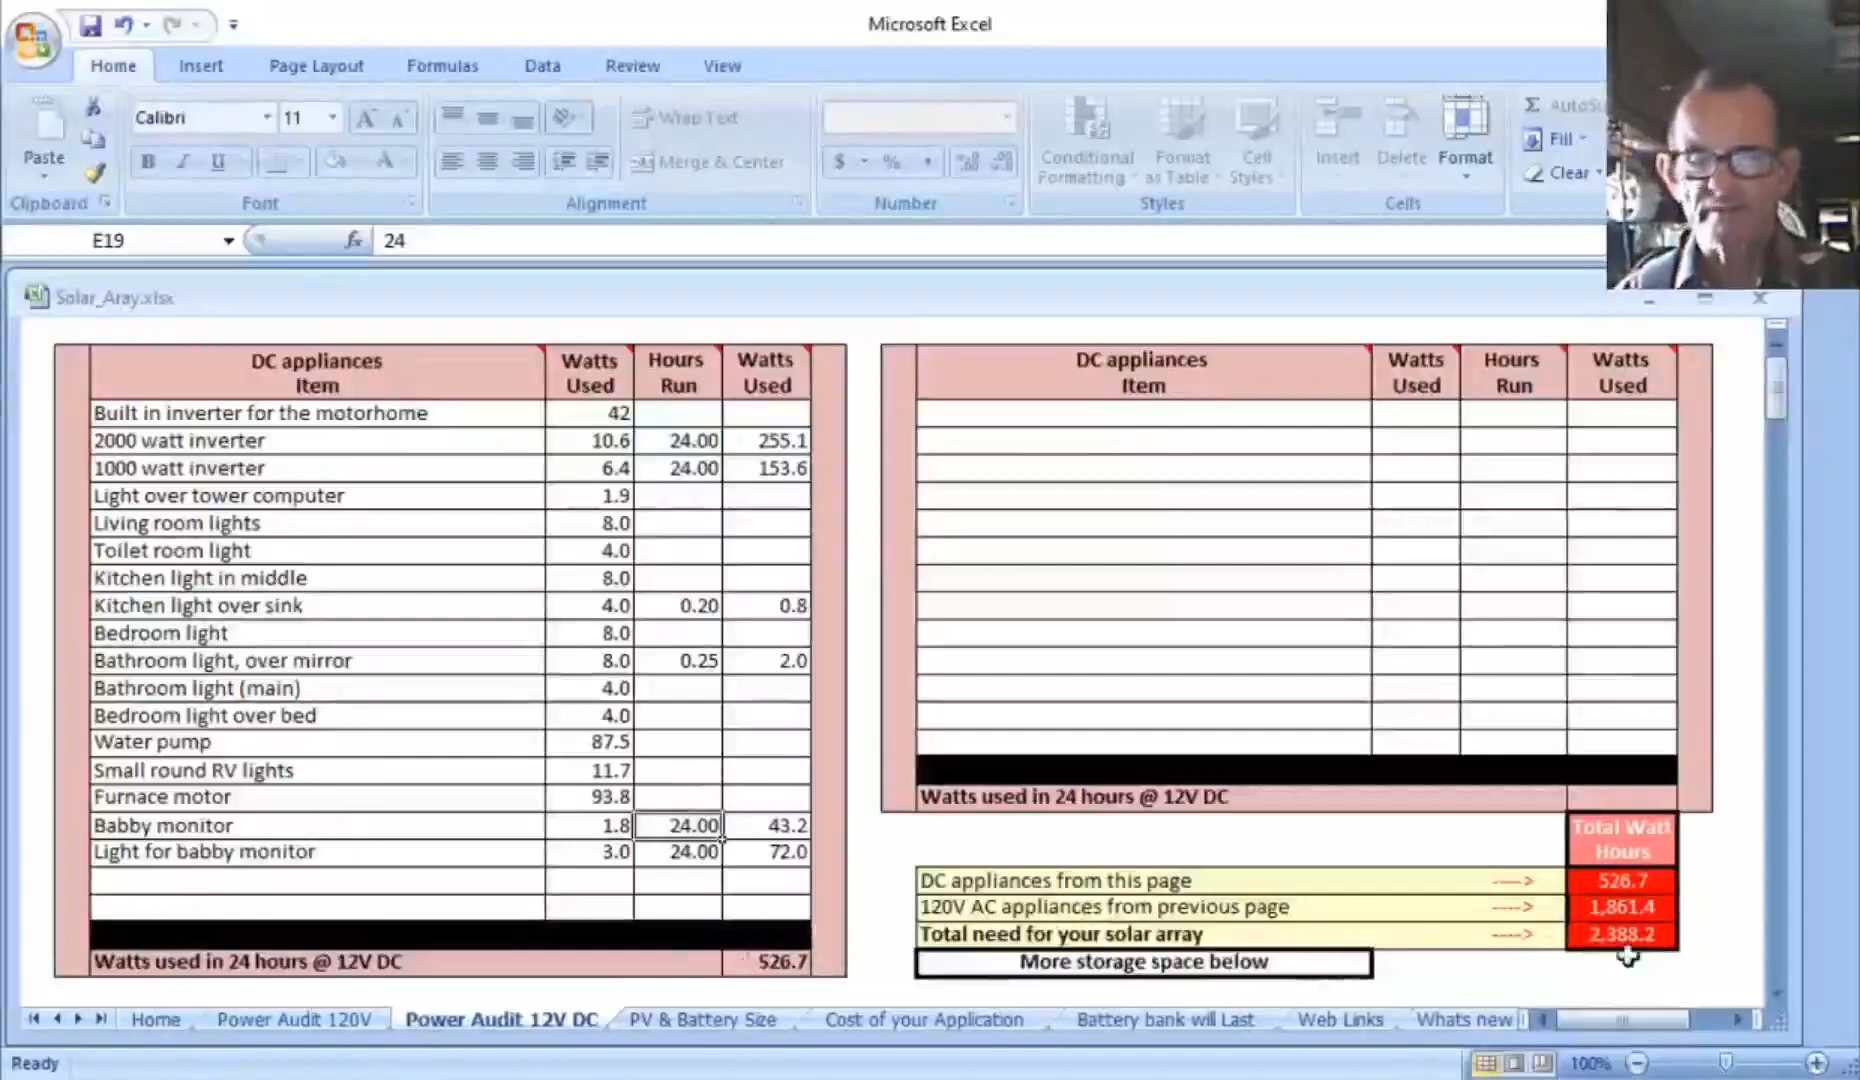 Microsoft Excel
Home Insert Page Layout Formulas Data Review View
Calibri 11 A A Wrap Text
Paste B I U A Merge & Center $ % , Conditional Formatting Format as Table Cell Styles Insert Delete Format Σ Fill Clear
Clipboard Font Alignment Number Styles Cells
E19 fx 24
Solar_Aray.xlsx
DC appliances Item Watts Used Hours Run Watts Used
Built in inverter for the motorhome 42
2000 watt inverter 10.6 24.00 255.1
1000 watt inverter 6.4 24.00 153.6
Light over tower computer 1.9
Living room lights 8.0
Toilet room light 4.0
Kitchen light in middle 8.0
Kitchen light over sink 4.0 0.20 0.8
Bedroom light 8.0
Bathroom light, over mirror 8.0 0.25 2.0
Bathroom light (main) 4.0
Bedroom light over bed 4.0
Water pump 87.5
Small round RV lights 11.7
Furnace motor 93.8
Babby monitor 1.8 24.00 43.2
Light for babby monitor 3.0 24.00 72.0
Watts used in 24 hours @ 12V DC 526.7
DC appliances Item Watts Used Hours Run Watts Used
Watts used in 24 hours @ 12V DC
Total Watt Hours
DC appliances from this page ----> 526.7
120V AC appliances from previous page ----> 1,861.4
Total need for your solar array ----> 2,388.2
More storage space below
Home Power Audit 120V Power Audit 12V DC PV & Battery Size Cost of your Application Battery bank will Last Web Links Whats new
Ready 100%